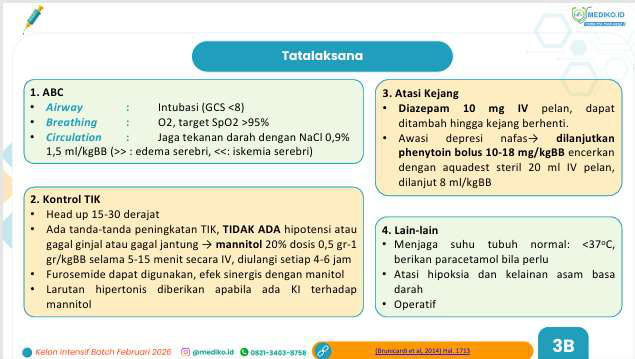 MEDIKO.ID
Tatalaksana
1. ABC
• Airway : Intubasi (GCS <8)
• Breathing : O2, target SpO2 >95%
• Circulation : Jaga tekanan darah dengan NaCl 0,9%
1,5 ml/kgBB (>> : edema serebri, <<: iskemia serebri)
2. Kontrol TIK
• Head up 15-30 derajat
• Ada tanda-tanda peningkatan TIK, TIDAK ADA hipotensi atau
gagal ginjal atau gagal jantung → mannitol 20% dosis 0,5 gr-1
gr/kgBB selama 5-15 menit secara IV, diulangi setiap 4-6 jam
• Furosemide dapat digunakan, efek sinergis dengan manitol
• Larutan hipertonis diberikan apabila ada KI terhadap
mannitol
3. Atasi Kejang
• Diazepam 10 mg IV pelan, dapat
ditambah hingga kejang berhenti.
• Awasi depresi nafas→ dilanjutkan
phenytoin bolus 10-18 mg/kgBB encerkan
dengan aquadest steril 20 ml IV pelan,
dilanjut 8 ml/kgBB
4. Lain-lain
• Menjaga suhu tubuh normal: <37°C,
berikan paracetamol bila perlu
• Atasi hipoksia dan kelainan asam basa
darah
• Operatif
Kelon Intensif Batch Februari 2026
@mediko.id
0821-3403-8758
(Brunicardi et al, 2014) Hal. 1713
3B